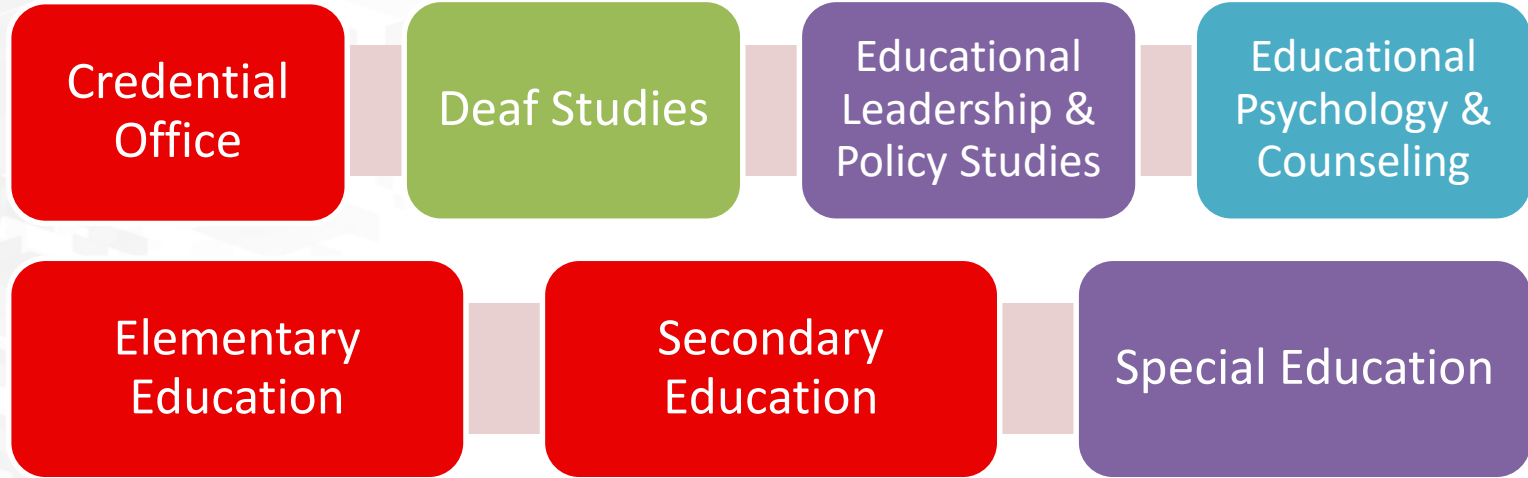 Credential
Office
Deaf Studies
Educational
Leadership &
Policy Studies
Educational
Psychology &
Counseling
Elementary
Education
Secondary
Education
Special Education